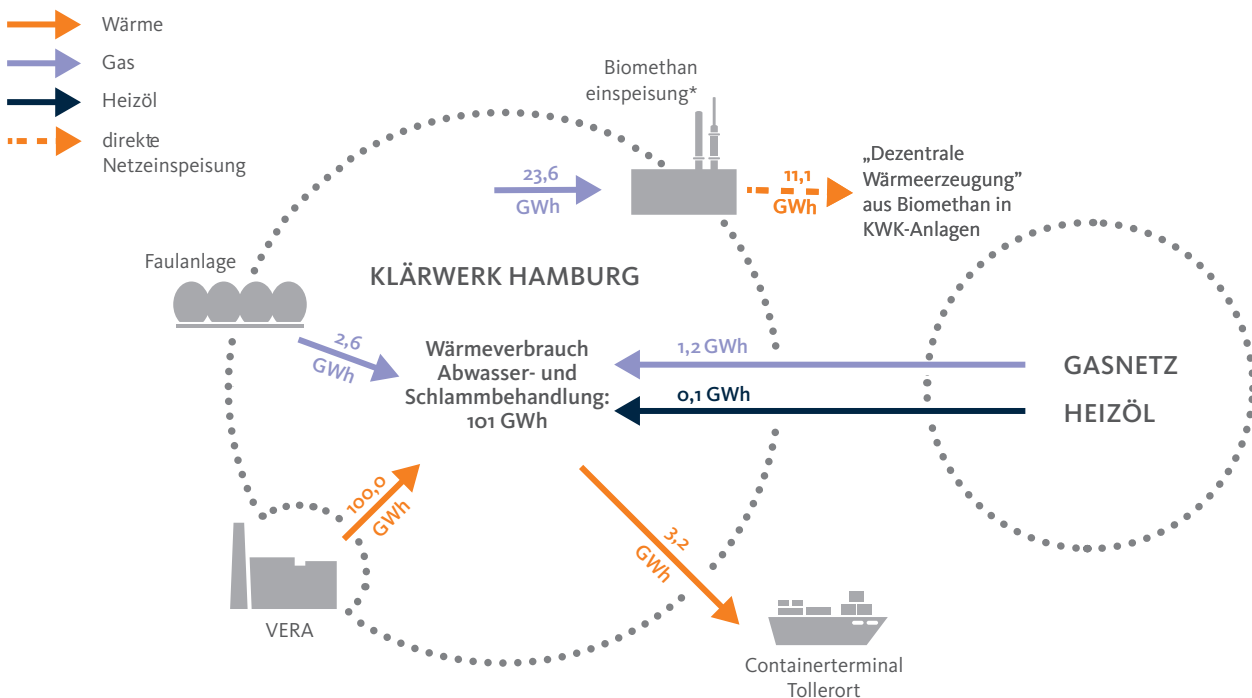 Wärme
Gas
Heizöl
direkte
Netzeinspeisung
Biomethan
einspeisung*
23,6
GWh
11,1
GWh
„Dezentrale
Wärmeerzeugung”
aus Biomethan in
KWK-Anlagen
Faulanlage
KLÄRWERK HAMBURG
2,6
GWh
Wärmeverbrauch
Abwasser- und
Schlammbehandlung:
101 GWh
1,2 GWh
GASNETZ
0,1 GWh
HEIZÖL
100,0
GWh
3,2
GWh
VERA
Containerterminal
Tollerort